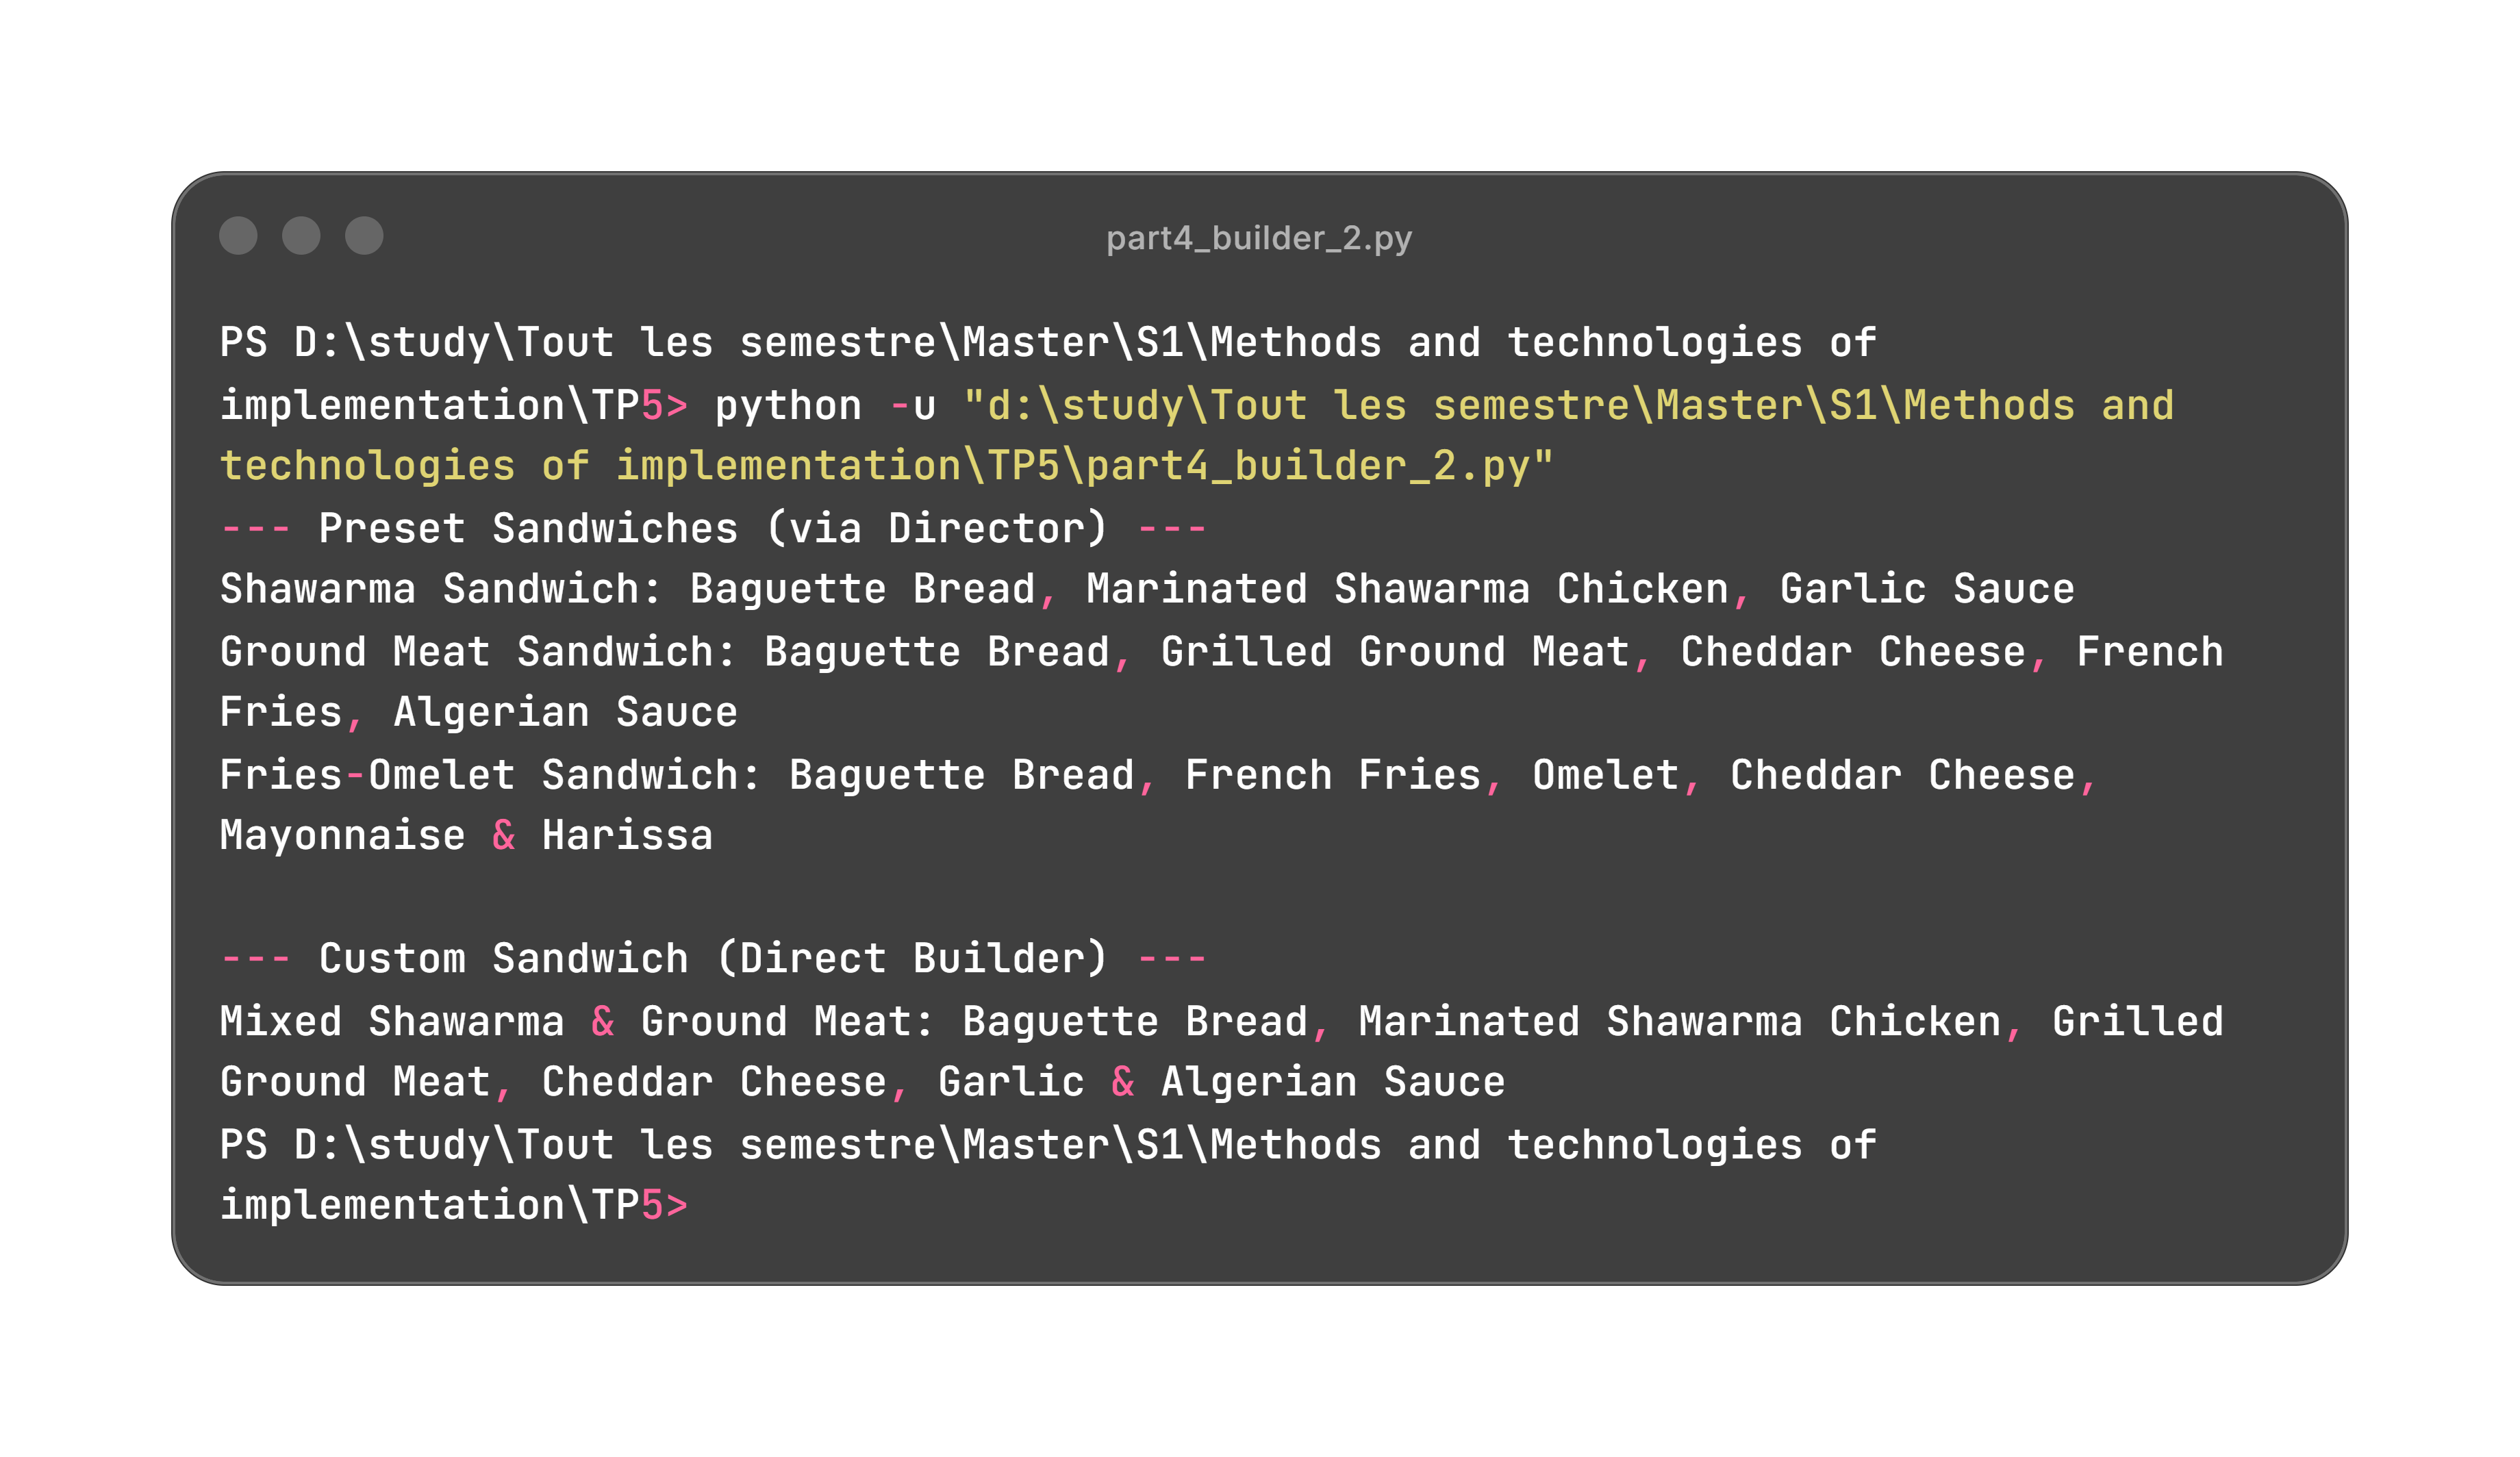 part4_builder_2.py
PS D:\study\Tout les semestre\Master\S1\Methods and technologies of
implementation\TP5> python -u "d:\study\Tout les semestre\Master\S1\Methods and
technologies of implementation\TP5\part4_builder_2.py"
--- Preset Sandwiches (via Director) ---
Shawarma Sandwich: Baguette Bread, Marinated Shawarma Chicken, Garlic Sauce
Ground Meat Sandwich: Baguette Bread, Grilled Ground Meat, Cheddar Cheese, French
Fries, Algerian Sauce
Fries-Omelet Sandwich: Baguette Bread, French Fries, Omelet, Cheddar Cheese,
Mayonnaise & Harissa
--- Custom Sandwich (Direct Builder) ---
Mixed Shawarma & Ground Meat: Baguette Bread, Marinated Shawarma Chicken, Grilled
Ground Meat, Cheddar Cheese, Garlic & Algerian Sauce
PS D:\study\Tout les semestre\Master\S1\Methods and technologies of
implementation\TP5>